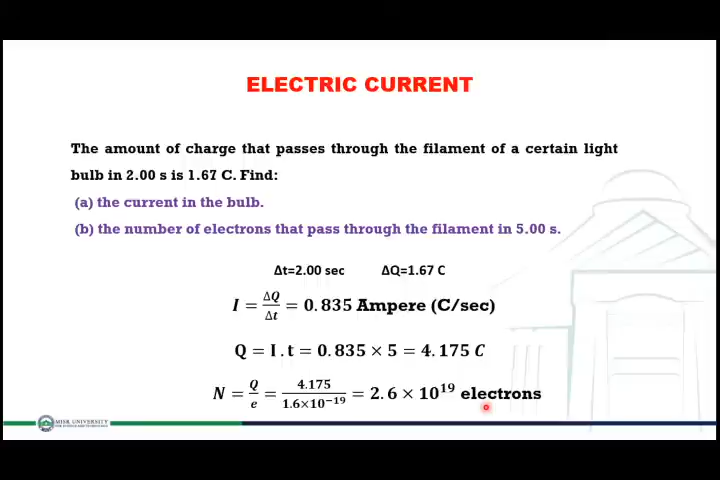 ELECTRIC CURRENT
The amount of charge that passes through the filament of a certain light
bulb in 2.00 s is 1.67 C. Find:
(a) the current in the bulb.
(b) the number of electrons that pass through the filament in 5.00 s.
Δt=2.00 sec ΔQ=1.67 C
I = ΔQ/Δt = 0.835 Ampere (C/sec)
Q = I . t = 0.835 × 5 = 4.175 C
N = Q/e = 4.175/1.6×10⁻¹⁹ = 2.6 × 10¹⁹ electrons
MISR UNIVERSITY